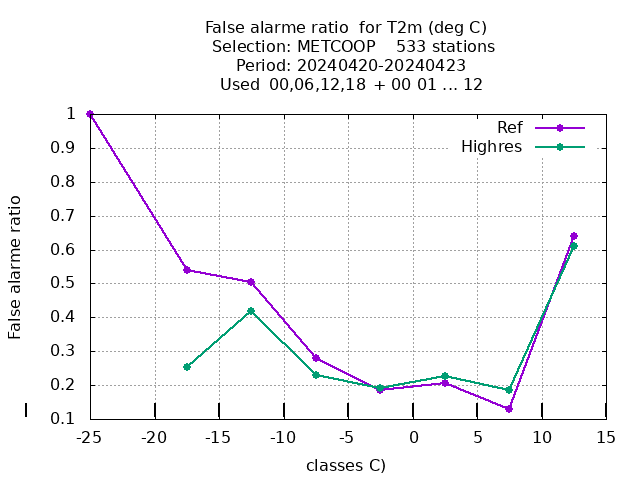 False alarme ratio  for T2m (deg C)
Selection: METCOOP    533 stations
Period: 20240420-20240423
Used  00,06,12,18  + 00 01 ... 12
Ref
Highres
1
0.9
0.8
0.7
0.6
0.5
0.4
0.3
0.2
0.1
False alarme ratio
-25 -20 -15 -10 -5 0 5 10 15
classes C)